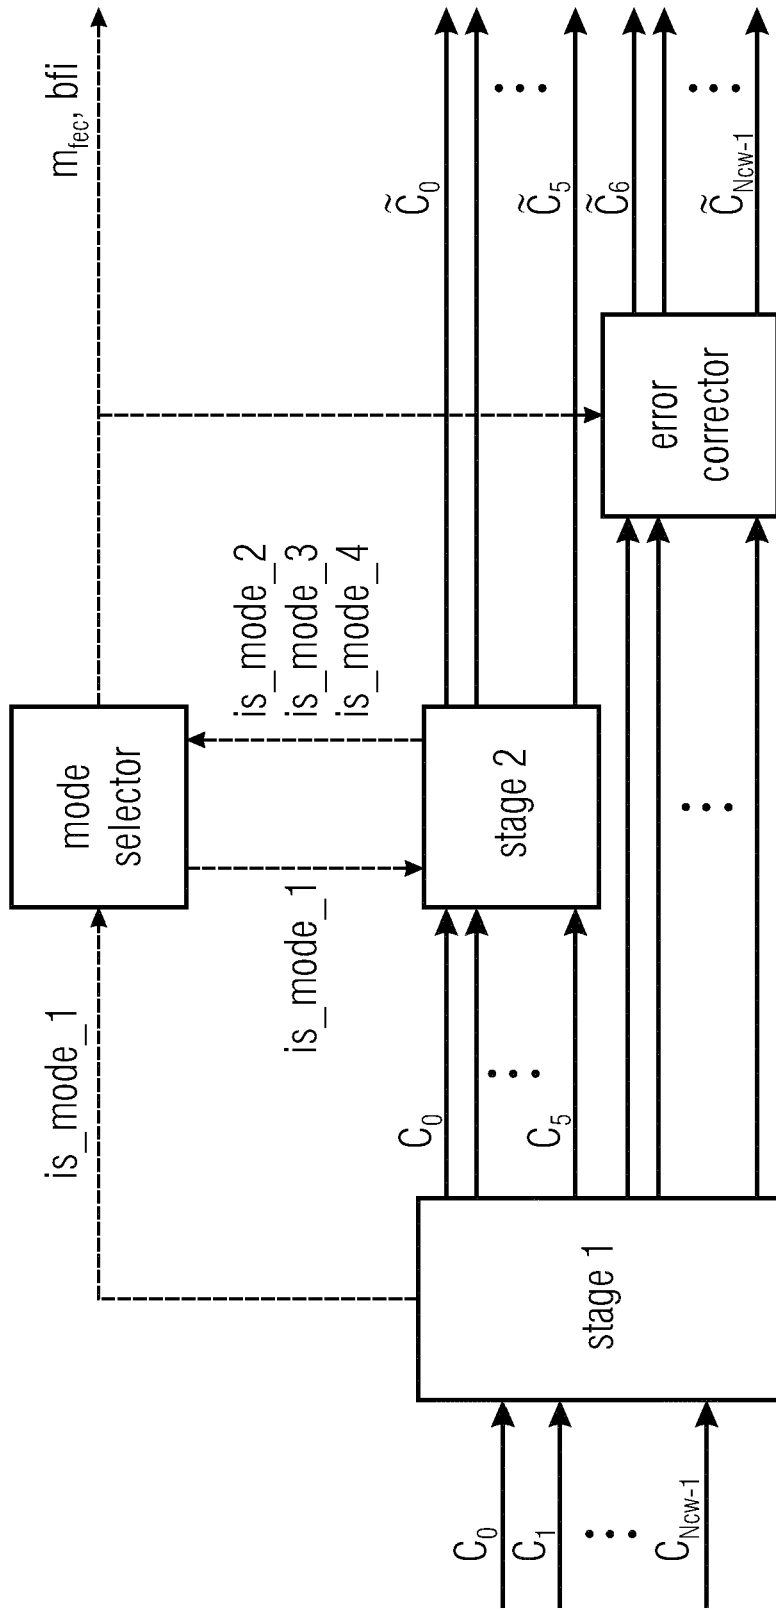 m_fec, bfi
is_mode_1
mode
selector
is_mode_1
is_mode_2
is_mode_3
is_mode_4
C_0
C_1
...
C_Ncw-1
stage 1
C_0
...
C_5
stage 2
...
error
corrector
C̃_0
...
C̃_5
C̃_6
...
C̃_Ncw-1